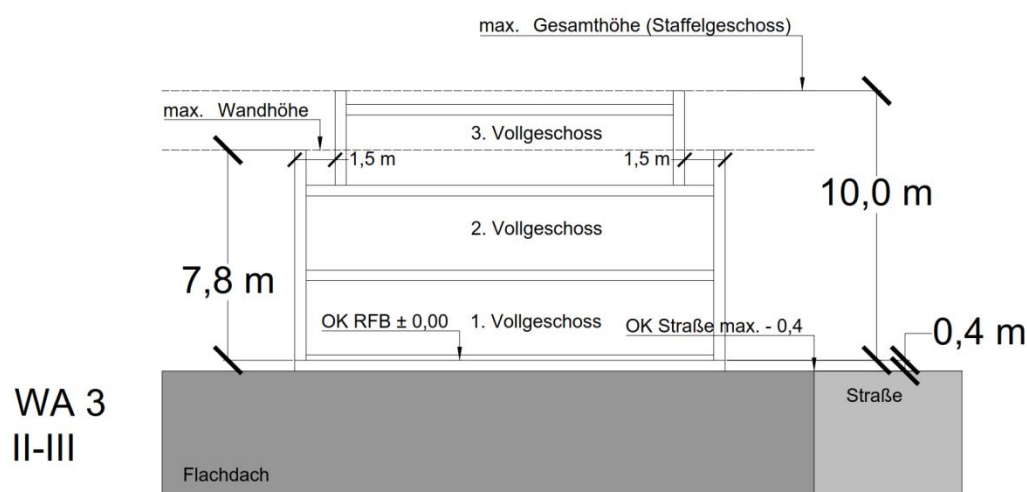 max. Gesamthöhe (Staffelgeschoss)
max. Wandhöhe
3. Vollgeschoss
1,5 m
1,5 m
10,0 m
2. Vollgeschoss
7,8 m
OK RFB ± 0,00
1. Vollgeschoss
OK Straße max. - 0,4
0,4 m
WA 3
II-III
Straße
Flachdach